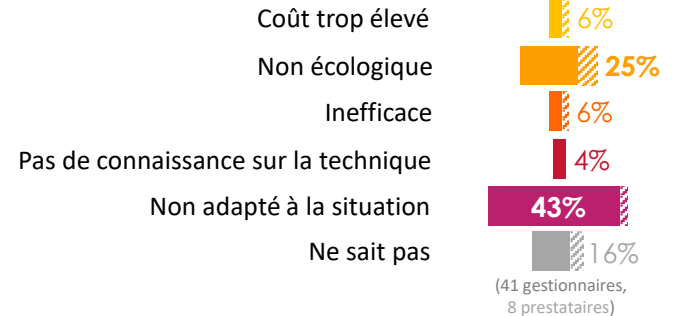 Coût trop élevé 6%
Non écologique 25%
Inefficace 6%
Pas de connaissance sur la technique 4%
Non adapté à la situation 43%
Ne sait pas 16%
(41 gestionnaires,
8 prestataires)